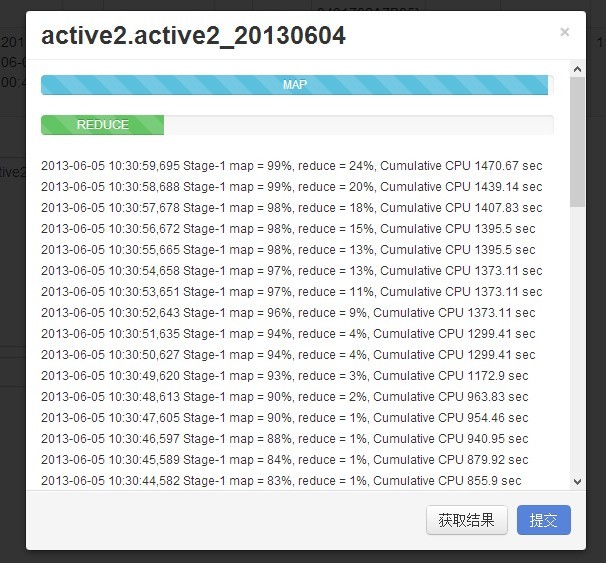 active2.active2_20130604
×
MAP
REDUCE
2013-06-05 10:30:59,695 Stage-1 map = 99%, reduce = 24%, Cumulative CPU 1470.67 sec
2013-06-05 10:30:58,688 Stage-1 map = 99%, reduce = 20%, Cumulative CPU 1439.14 sec
2013-06-05 10:30:57,678 Stage-1 map = 98%, reduce = 18%, Cumulative CPU 1407.83 sec
2013-06-05 10:30:56,672 Stage-1 map = 98%, reduce = 15%, Cumulative CPU 1395.5 sec
2013-06-05 10:30:55,665 Stage-1 map = 98%, reduce = 13%, Cumulative CPU 1395.5 sec
2013-06-05 10:30:54,658 Stage-1 map = 97%, reduce = 13%, Cumulative CPU 1373.11 sec
2013-06-05 10:30:53,651 Stage-1 map = 97%, reduce = 11%, Cumulative CPU 1373.11 sec
2013-06-05 10:30:52,643 Stage-1 map = 96%, reduce = 9%, Cumulative CPU 1373.11 sec
2013-06-05 10:30:51,635 Stage-1 map = 94%, reduce = 4%, Cumulative CPU 1299.41 sec
2013-06-05 10:30:50,627 Stage-1 map = 94%, reduce = 4%, Cumulative CPU 1299.41 sec
2013-06-05 10:30:49,620 Stage-1 map = 93%, reduce = 3%, Cumulative CPU 1172.9 sec
2013-06-05 10:30:48,613 Stage-1 map = 90%, reduce = 2%, Cumulative CPU 963.83 sec
2013-06-05 10:30:47,605 Stage-1 map = 90%, reduce = 1%, Cumulative CPU 954.46 sec
2013-06-05 10:30:46,597 Stage-1 map = 88%, reduce = 1%, Cumulative CPU 940.95 sec
2013-06-05 10:30:45,589 Stage-1 map = 84%, reduce = 1%, Cumulative CPU 879.92 sec
2013-06-05 10:30:44,582 Stage-1 map = 83%, reduce = 1%, Cumulative CPU 855.9 sec
获取结果 提交